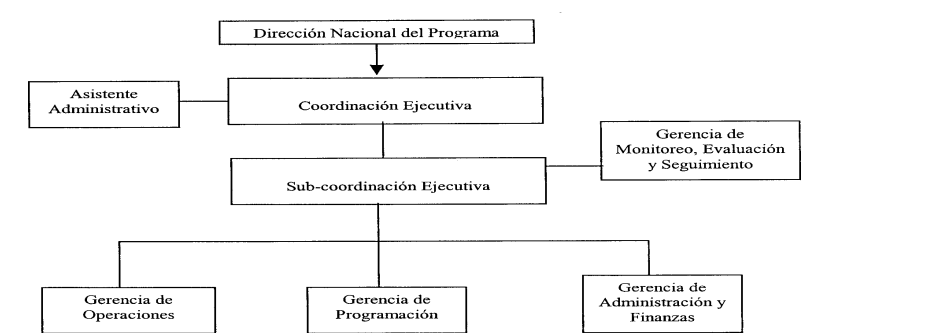 Dirección Nacional del Programa
Asistente
Administrativo
Coordinación Ejecutiva
Gerencia de
Monitoreo, Evaluación
y Seguimiento
Sub-coordinación Ejecutiva
Gerencia de
Operaciones
Gerencia de
Programación
Gerencia de
Administración y
Finanzas